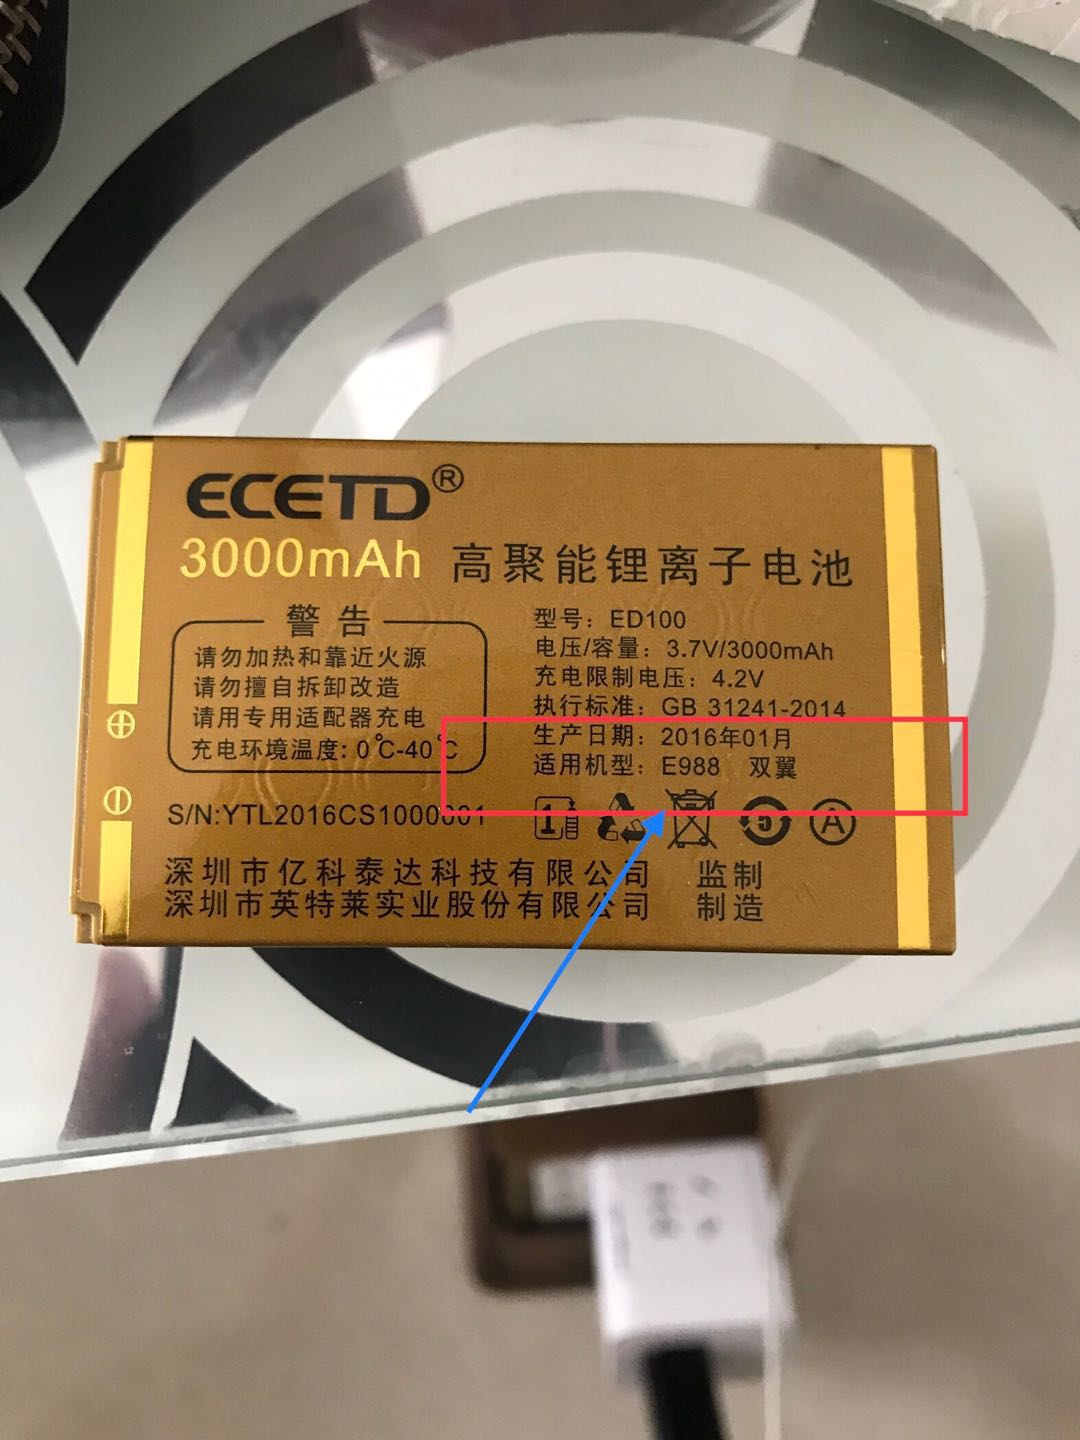 ECETD®
3000mAh 高聚能锂离子电池
警告
请勿加热和靠近火源
请勿擅自拆卸改造
请用专用适配器充电
充电环境温度: 0℃-40℃
型号: ED100
电压/容量: 3.7V/3000mAh
充电限制电压: 4.2V
执行标准: GB 31241-2014
生产日期: 2016年01月
适用机型: E988 双翼
S/N:YTL2016CS1000001
1
5
A
深圳市亿科泰达科技有限公司 监制
深圳市英特莱实业股份有限公司 制造